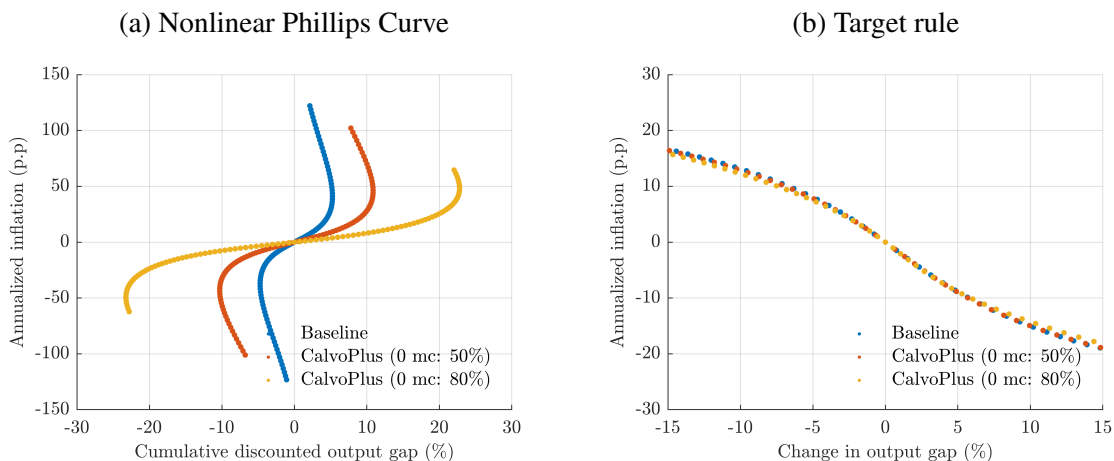 (a) Nonlinear Phillips Curve
150
100
50
0
-50
-100
-150
-30
-20
-10
0
10
20
30
Annualized inflation (p.p)
Cumulative discounted output gap (%)
Baseline
CalvoPlus (0 mc: 50%)
CalvoPlus (0 mc: 80%)
(b) Target rule
30
20
10
0
-10
-20
-30
-15
-10
-5
0
5
10
15
Annualized inflation (p.p)
Change in output gap (%)
Baseline
CalvoPlus (0 mc: 50%)
CalvoPlus (0 mc: 80%)